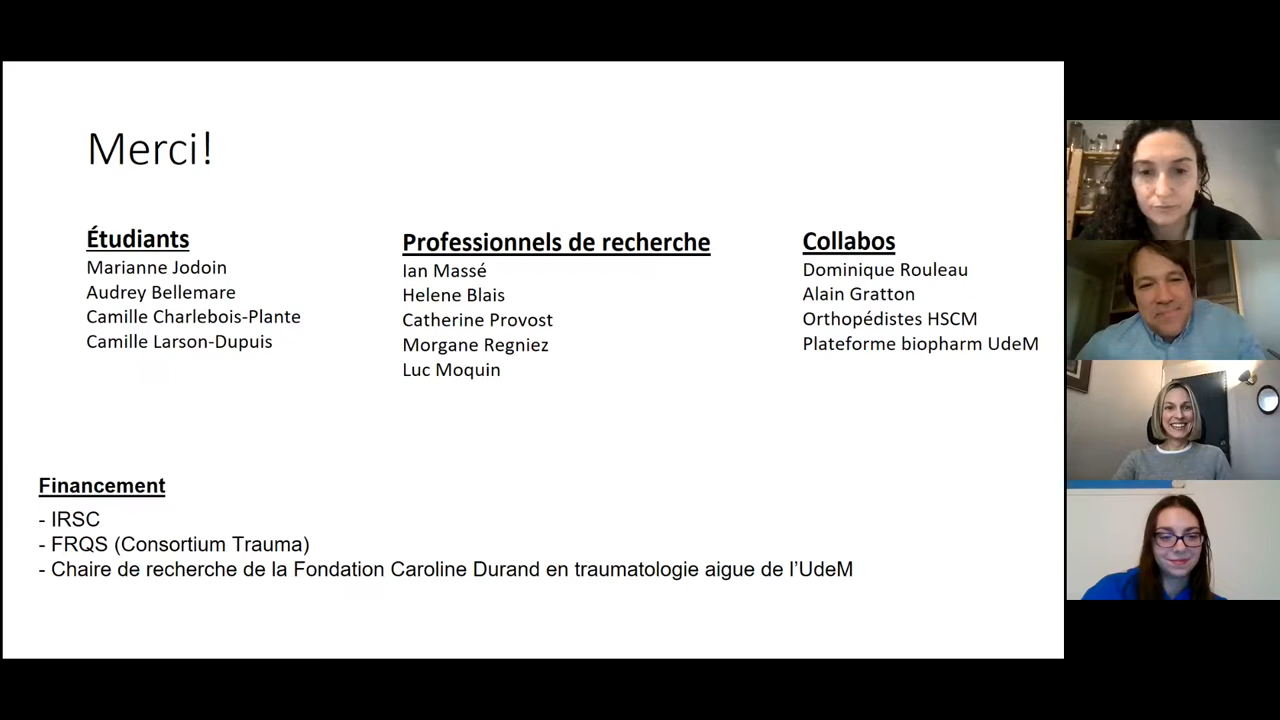 Merci!
Étudiants
Marianne Jodoin
Audrey Bellemare
Camille Charlebois-Plante
Camille Larson-Dupuis
Professionnels de recherche
Ian Massé
Helene Blais
Catherine Provost
Morgane Regniez
Luc Moquin
Collabos
Dominique Rouleau
Alain Gratton
Orthopédistes HSCM
Plateforme biopharm UdeM
Financement
- IRSC
- FRQS (Consortium Trauma)
- Chaire de recherche de la Fondation Caroline Durand en traumatologie aigue de l’UdeM